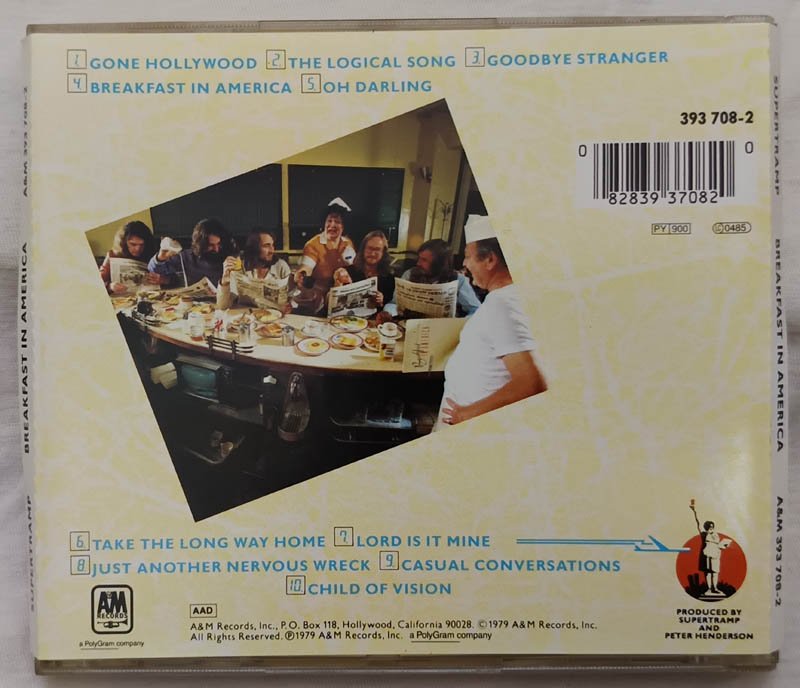 1. GONE HOLLYWOOD 2. THE LOGICAL SONG 3. GOODBYE STRANGER
4. BREAKFAST IN AMERICA 5. OH DARLING
393 708-2
0 82839 37082 0
PY 900 LC 0485
6. TAKE THE LONG WAY HOME 7. LORD IS IT MINE
8. JUST ANOTHER NERVOUS WRECK 9. CASUAL CONVERSATIONS
10. CHILD OF VISION
A&M
RECORDS
a PolyGram company
AAD
A&M Records, Inc., P.O. Box 118, Hollywood, California 90028. ©1979 A&M Records, Inc.
All Rights Reserved. ℗1979 A&M Records, Inc. a PolyGram company
PRODUCED BY
SUPERTRAMP
AND
PETER HENDERSON
SUPERTRAMP BREAKFAST IN AMERICA A&M 393 708-2
SUPERTRAMP BREAKFAST IN AMERICA A&M 393 708-2